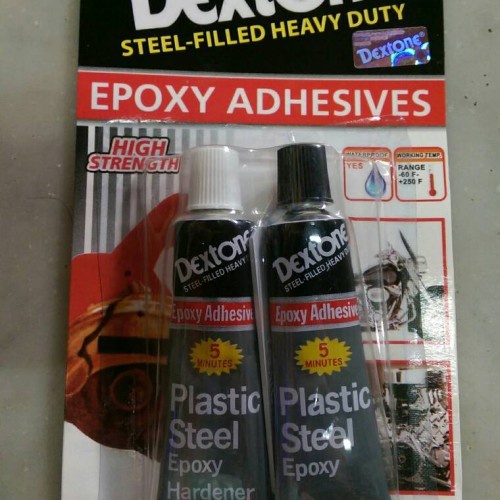 Dextone
STEEL-FILLED HEAVY DUTY
Dextone
EPOXY ADHESIVES
HIGH
STRENGTH
WATERPROOF
YES
WORKING TEMP.
RANGE
-60 F-
+250 F
Dextone
STEEL-FILLED HEAVY
Epoxy Adhesive
5
MINUTES
Plastic
Steel
Epoxy
Hardener
Dextone
STEEL-FILLED HEAVY
Epoxy Adhesive
5
MINUTES
Plastic
Steel
Epoxy